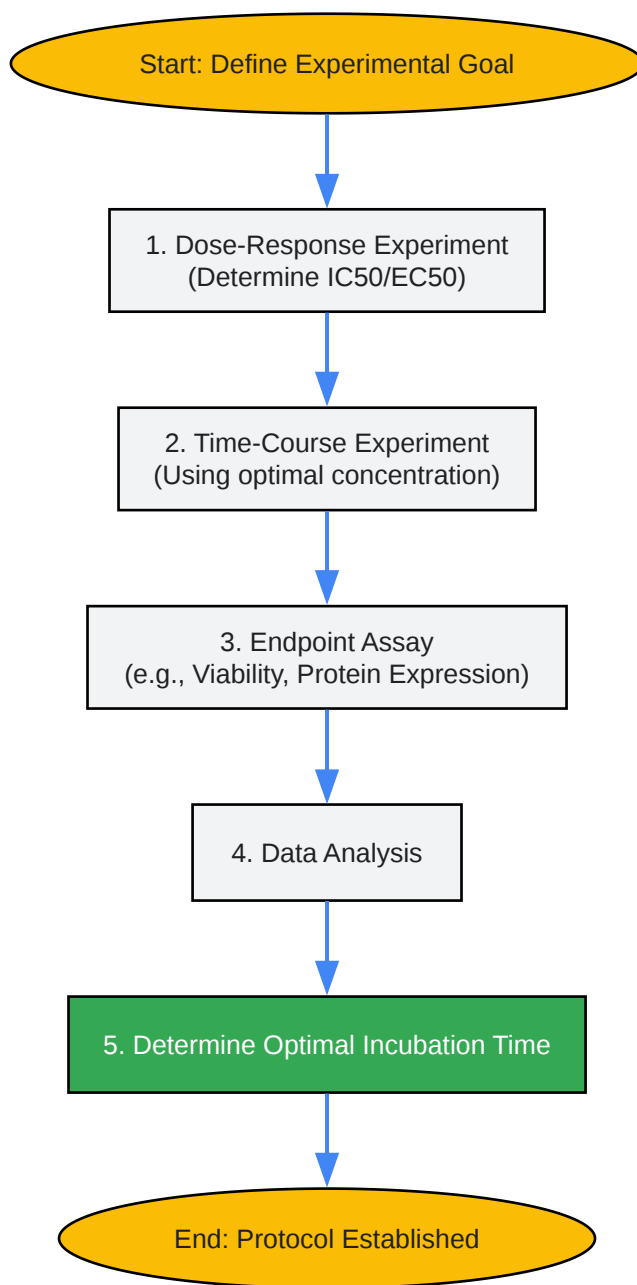 Start: Define Experimental Goal
1. Dose-Response Experiment
(Determine IC50/EC50)
2. Time-Course Experiment
(Using optimal concentration)
3. Endpoint Assay
(e.g., Viability, Protein Expression)
4. Data Analysis
5. Determine Optimal Incubation Time
End: Protocol Established